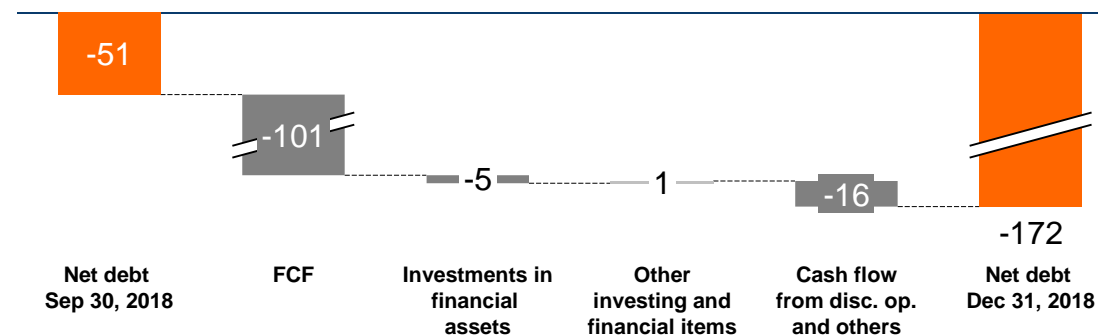 -51
-101
-5
1
-16
-172
Net debt
Sep 30, 2018
FCF
Investments in
financial
assets
Other
investing and
financial items
Cash flow
from disc. op.
and others
Net debt
Dec 31, 2018